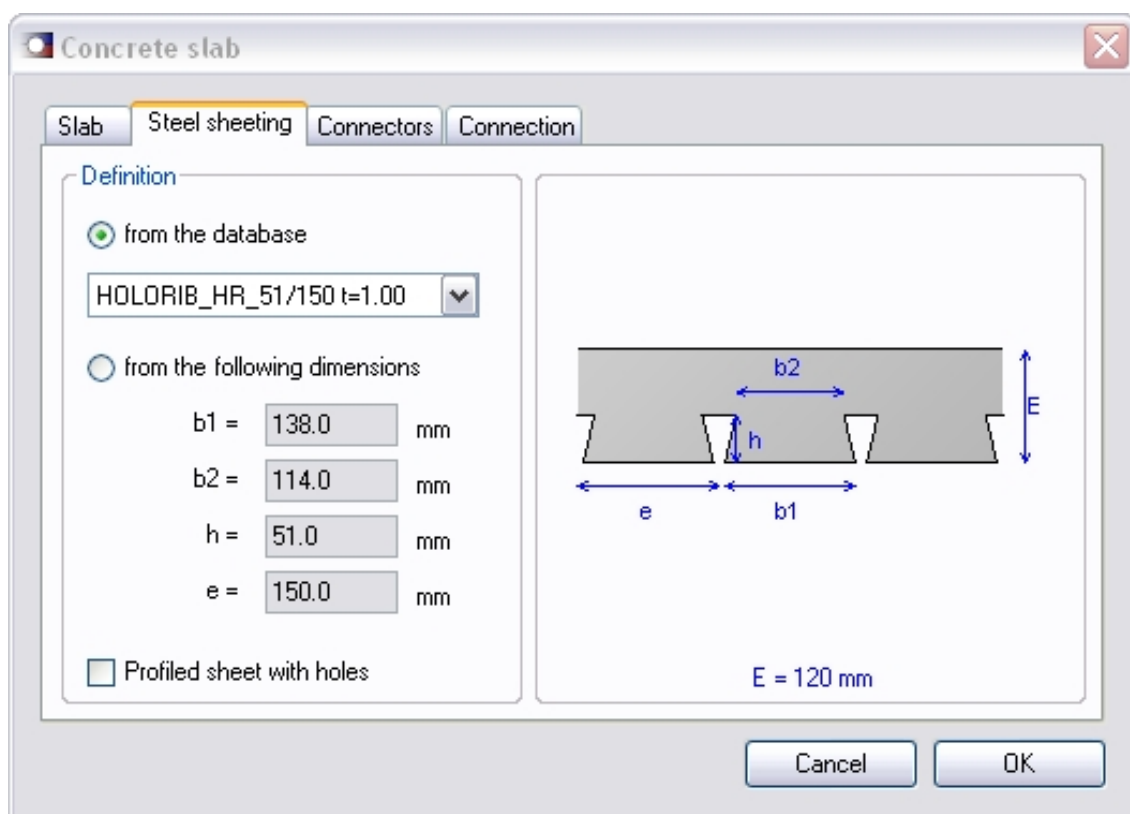 Concrete slab
Slab Steel sheeting Connectors Connection
Definition
from the database
HOLORIB_HR_51/150 t=1.00
from the following dimensions
b1 = 138.0 mm
b2 = 114.0 mm
h = 51.0 mm
e = 150.0 mm
Profiled sheet with holes
b2
E
h
e b1
E = 120 mm
Cancel OK